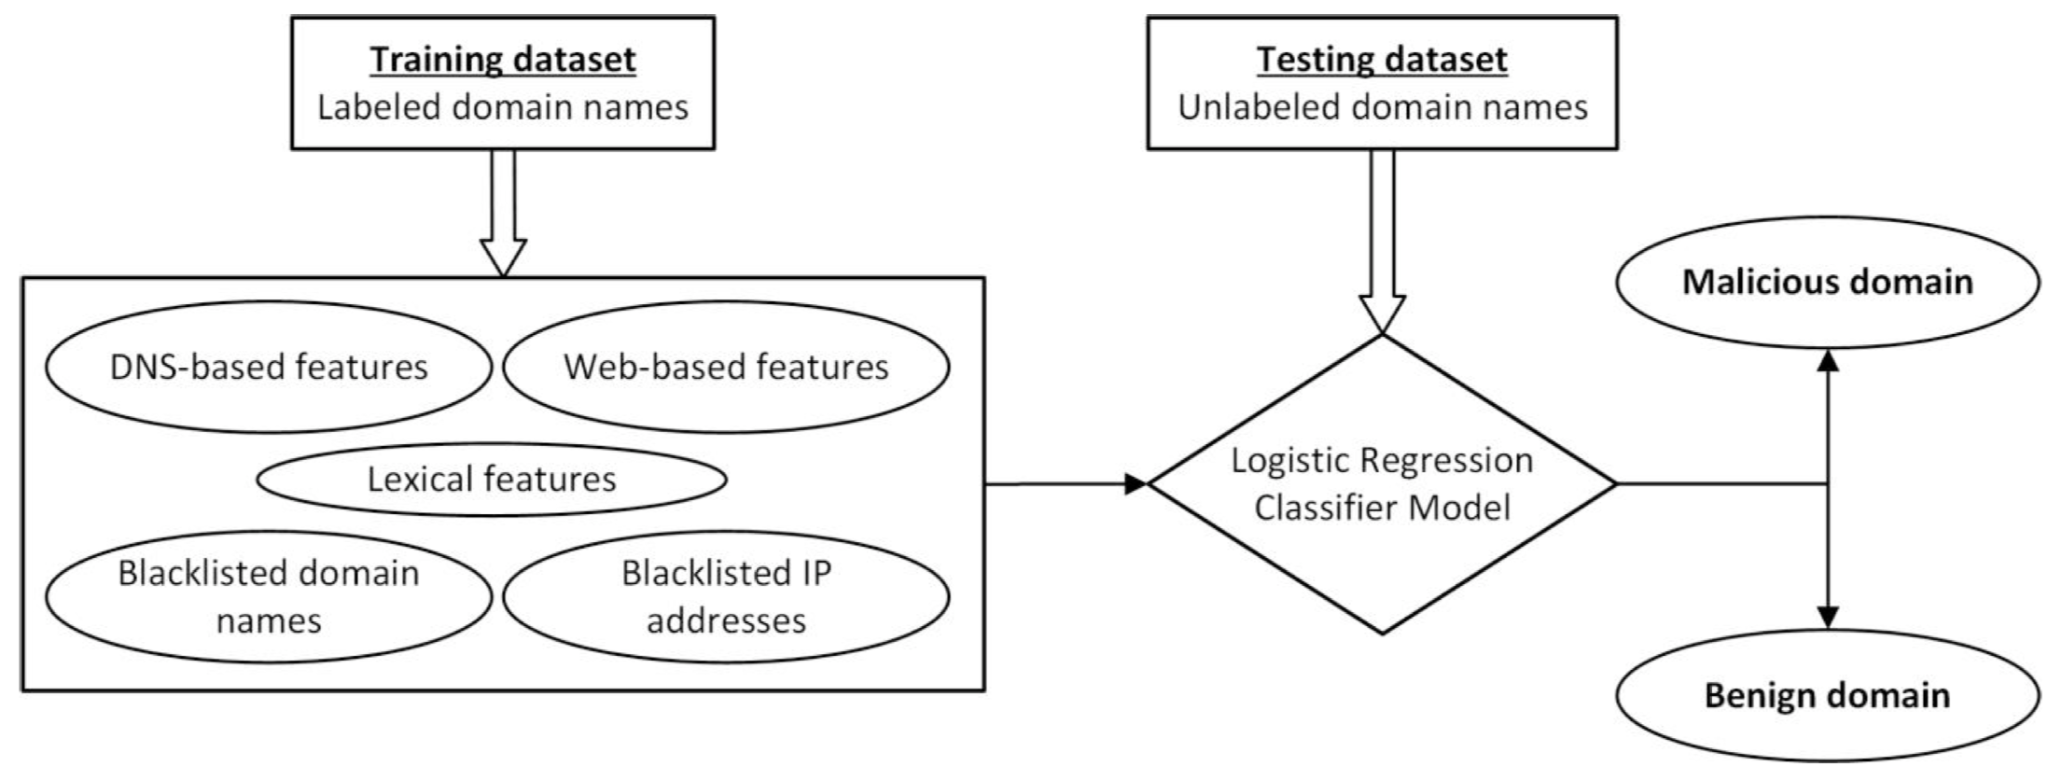 Training dataset
Labeled domain names
Testing dataset
Unlabeled domain names
DNS-based features
Web-based features
Lexical features
Blacklisted domain
names
Blacklisted IP
addresses
Logistic Regression
Classifier Model
Malicious domain
Benign domain